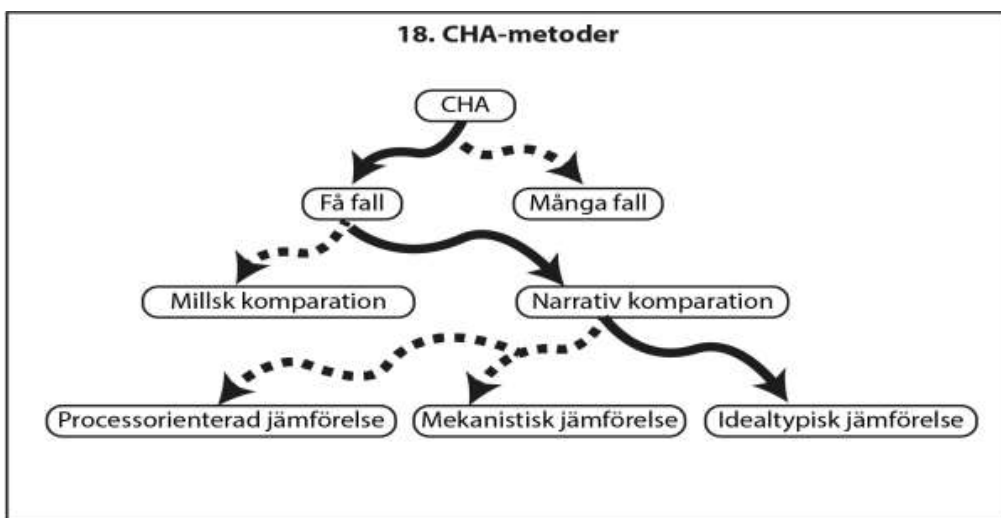 18. CHA-metoder
CHA
Få fall
Många fall
Millsk komparation
Narrativ komparation
Processorienterad jämförelse
Mekanistisk jämförelse
Idealtypisk jämförelse